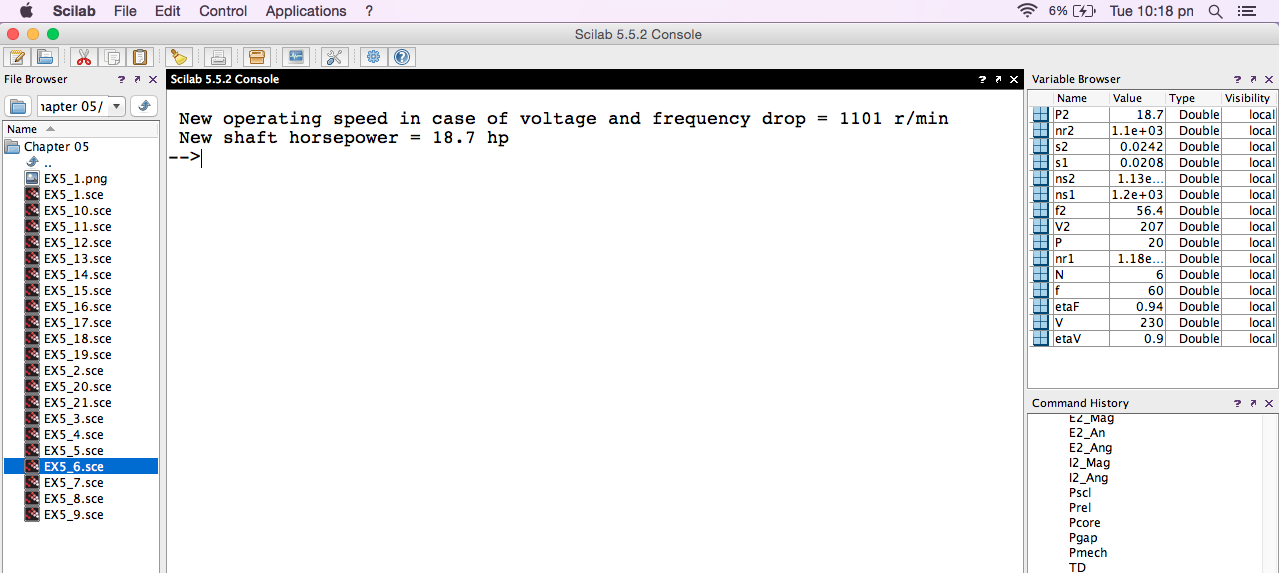 Scilab File Edit Control Applications ? 6% Tue 10:18 pn
Scilab 5.5.2 Console
File Browser ? ↗ ✕
apter 05/
Name
Chapter 05
..
EX5_1.png
EX5_1.sce
EX5_10.sce
EX5_11.sce
EX5_12.sce
EX5_13.sce
EX5_14.sce
EX5_15.sce
EX5_16.sce
EX5_17.sce
EX5_18.sce
EX5_19.sce
EX5_2.sce
EX5_20.sce
EX5_21.sce
EX5_3.sce
EX5_4.sce
EX5_5.sce
EX5_6.sce
EX5_7.sce
EX5_8.sce
EX5_9.sce
Scilab 5.5.2 Console ? ↗ ✕
New operating speed in case of voltage and frequency drop = 1101 r/min
New shaft horsepower = 18.7 hp
-->
Variable Browser ? ↗ ✕
Name Value Type Visibility
P2 18.7 Double local
nr2 1.1e+03 Double local
s2 0.0242 Double local
s1 0.0208 Double local
ns2 1.13e... Double local
ns1 1.2e+03 Double local
f2 56.4 Double local
V2 207 Double local
P 20 Double local
nr1 1.18e... Double local
N 6 Double local
f 60 Double local
etaF 0.94 Double local
V 230 Double local
etaV 0.9 Double local
Command History ? ↗ ✕
E2_Mag
E2_An
E2_Ang
I2_Mag
I2_Ang
Pscl
Prel
Pcore
Pgap
Pmech
TD